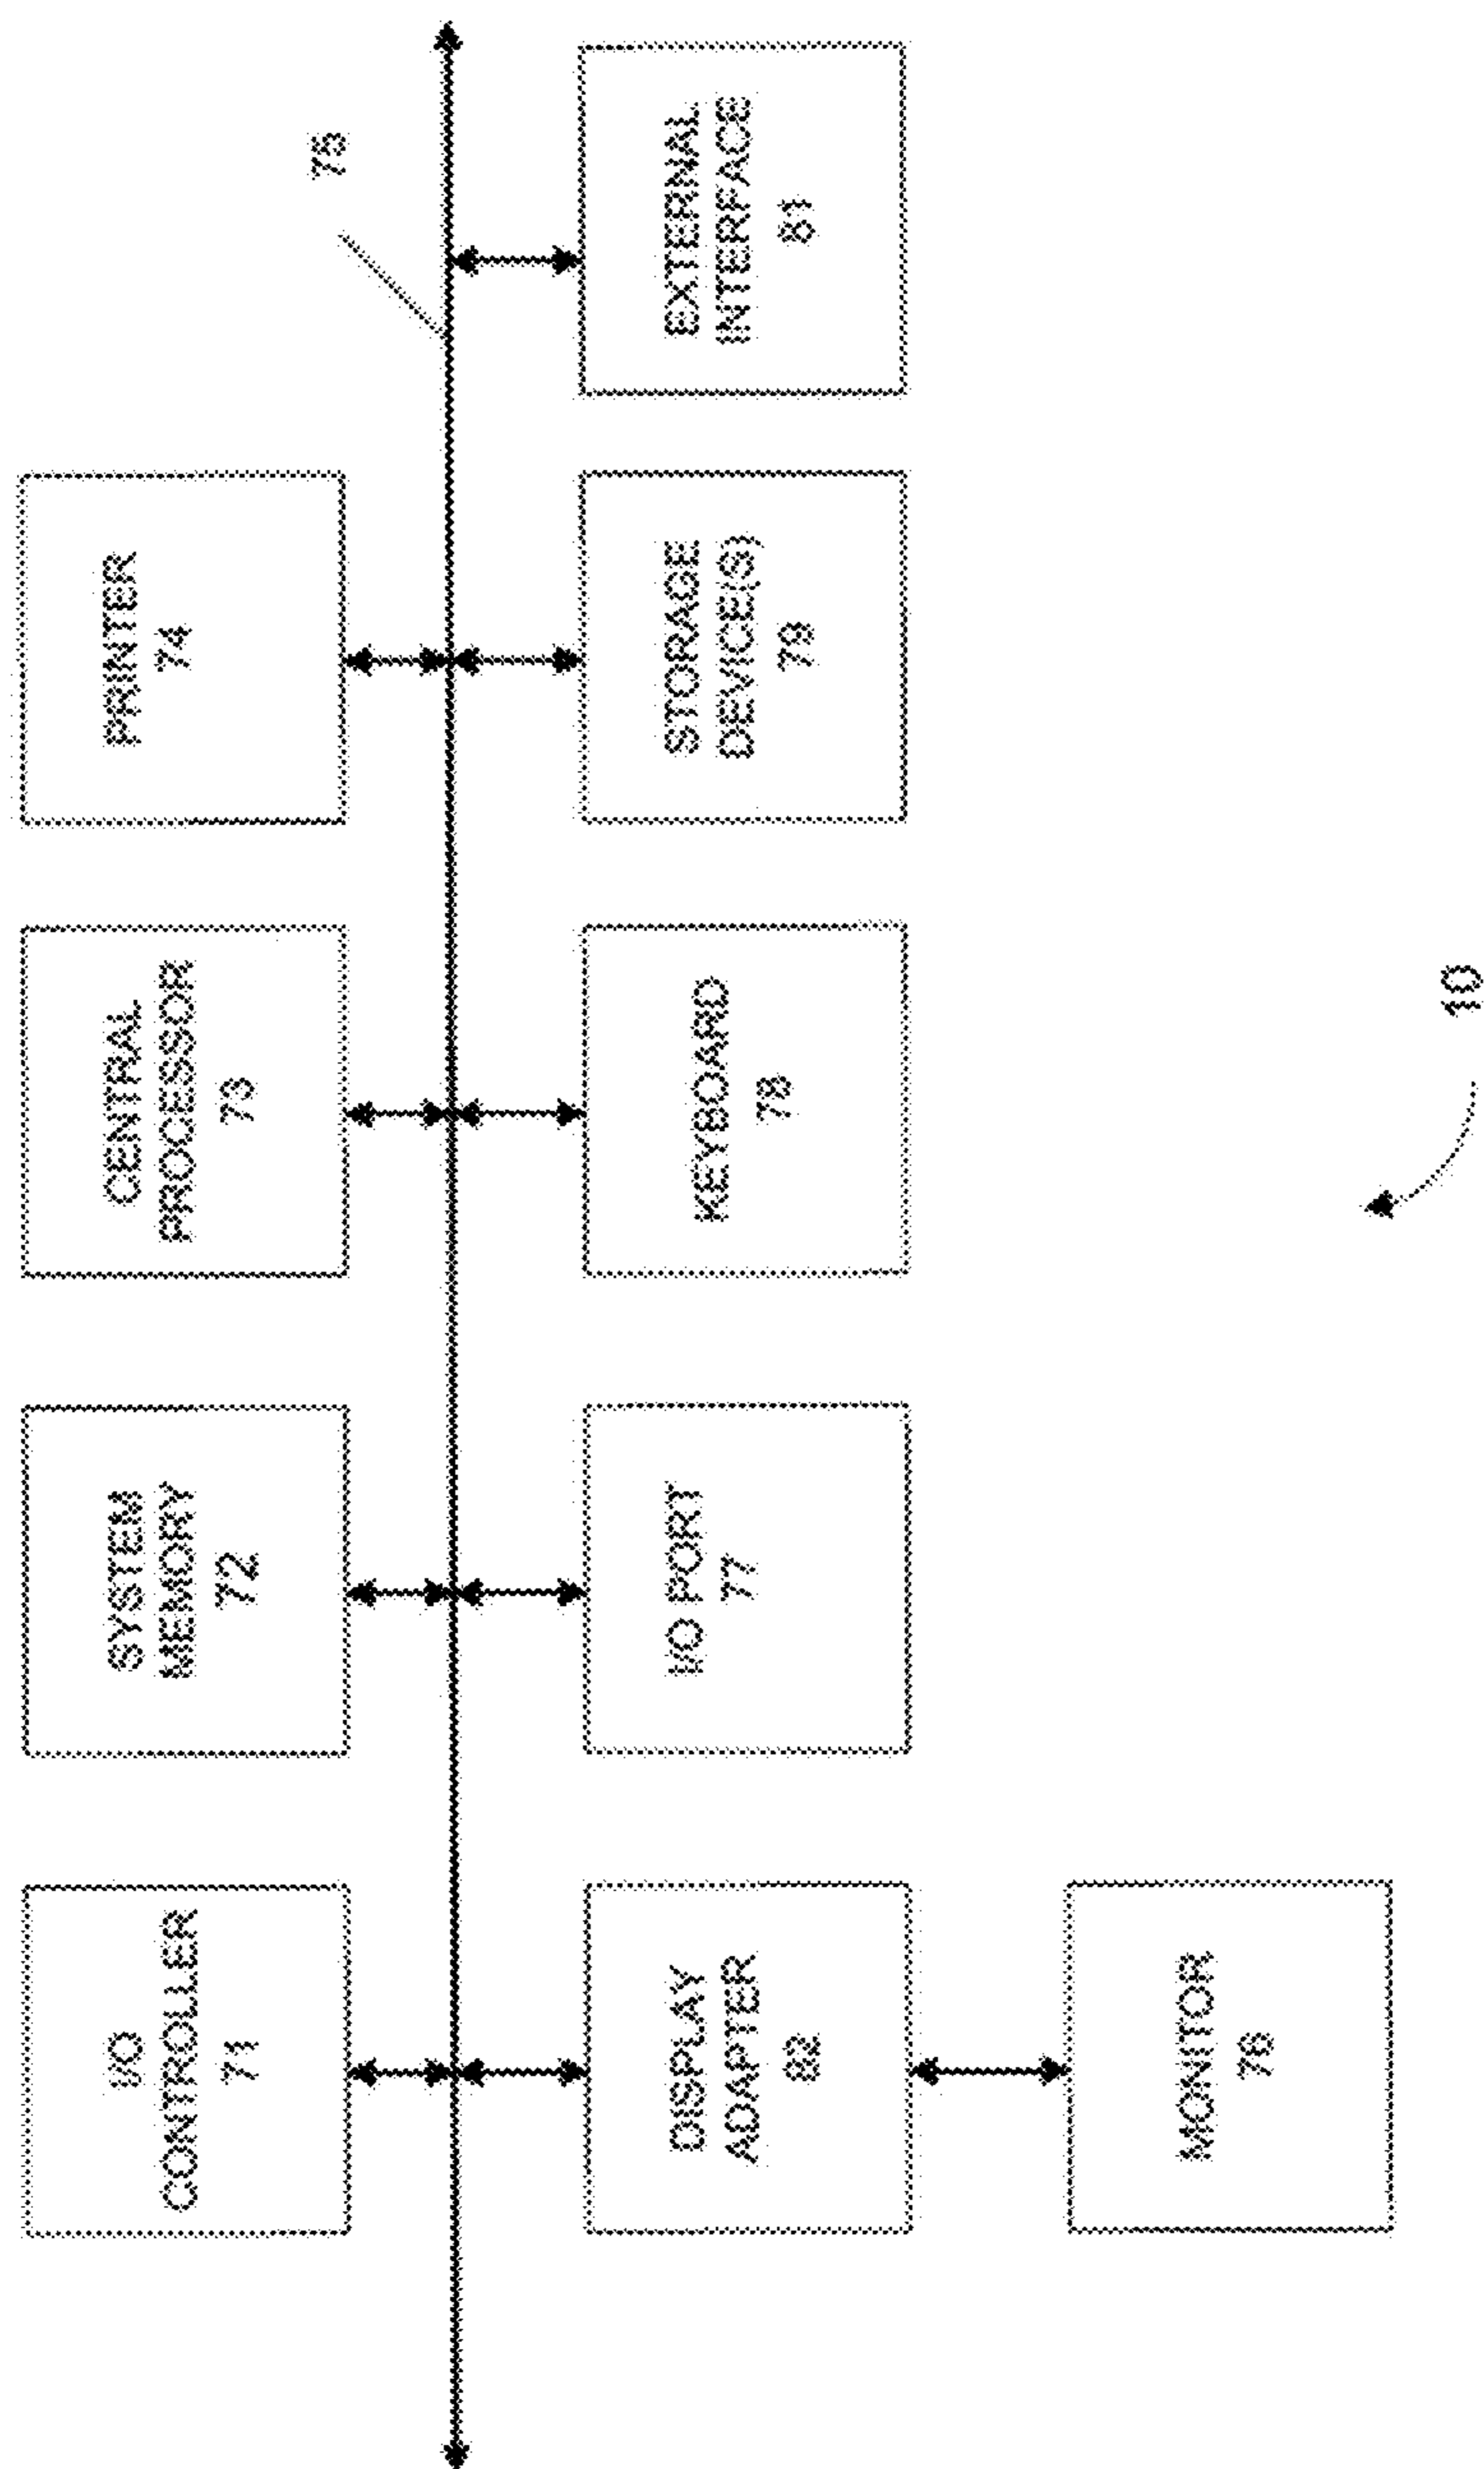 I/O
CONTROLLER
71
SYSTEM
MEMORY
72
CENTRAL
PROCESSOR
73
PRINTER
74
75
DISPLAY
ADAPTER
82
I/O PORT
77
KEYBOARD
78
STORAGE
DEVICE(S)
79
EXTERNAL
INTERFACE
81
MONITOR
76
10